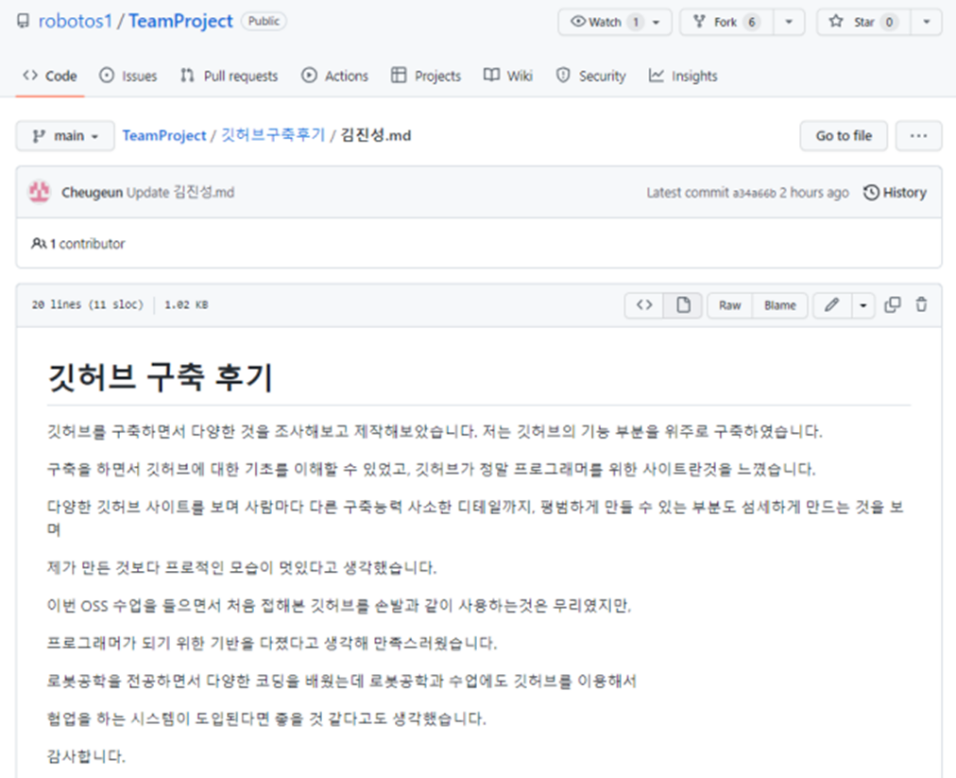 robotos1 / TeamProject Public Watch 1 Fork 6 Star 0
Code Issues Pull requests Actions Projects Wiki Security Insights
main TeamProject / 깃허브구축후기 / 김진성.md Go to file ...
Cheugeun Update 김진성.md Latest commit a34a66b 2 hours ago History
1 contributor
20 lines (11 sloc) 1.02 KB Raw Blame
깃허브 구축 후기
깃허브를 구축하면서 다양한 것을 조사해보고 제작해보았습니다. 저는 깃허브의 기능 부분을 위주로 구축하였습니다.
구축을 하면서 깃허브에 대한 기초를 이해할 수 있었고, 깃허브가 정말 프로그래머를 위한 사이트란것을 느꼈습니다.
다양한 깃허브 사이트를 보며 사람마다 다른 구축능력 사소한 디테일까지, 평범하게 만들 수 있는 부분도 섬세하게 만드는 것을 보
며
제가 만든 것보다 프로적인 모습이 멋있다고 생각했습니다.
이번 OSS 수업을 들으면서 처음 접해본 깃허브를 손발과 같이 사용하는것은 무리였지만,
프로그래머가 되기 위한 기반을 다졌다고 생각해 만족스러웠습니다.
로봇공학을 전공하면서 다양한 코딩을 배웠는데 로봇공학과 수업에도 깃허브를 이용해서
협업을 하는 시스템이 도입된다면 좋을 것 같다고도 생각했습니다.
감사합니다.